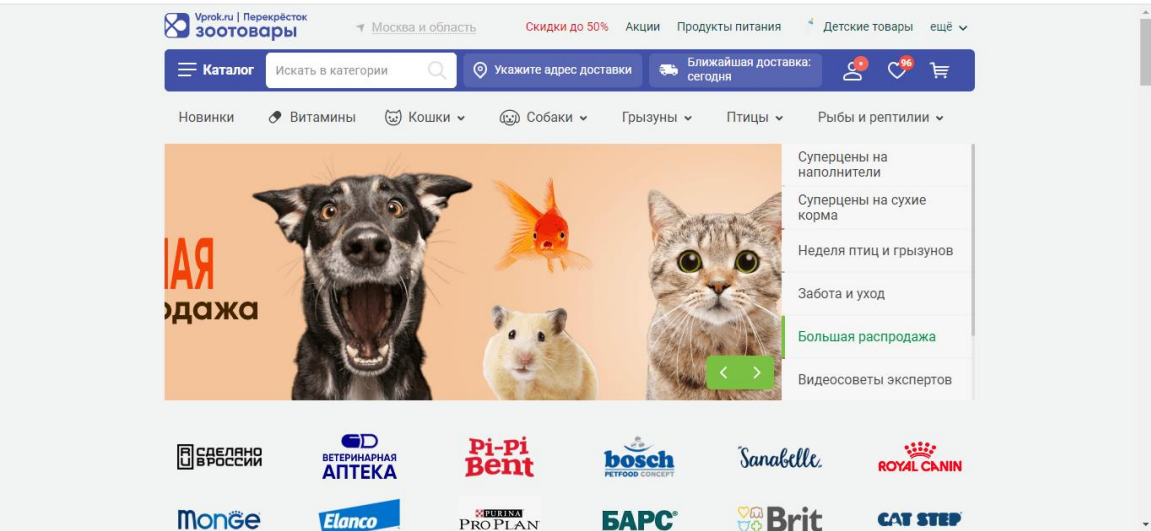 Vprok.ru | Перекрёсток
ЗООТОВАРЫ
Москва и область
Скидки до 50%
Акции
Продукты питания
Детские товары
ещё
Каталог
Искать в категории
Укажите адрес доставки
Ближайшая доставка:
сегодня
96
Новинки
Витамины
Кошки
Собаки
Грызуны
Птицы
Рыбы и рептилии
АЯ
одажа
Суперцены на
наполнители
Суперцены на сухие
корма
Неделя птиц и грызунов
Забота и уход
Большая распродажа
Видеосоветы экспертов
СДЕЛАНО
В РОССИИ
ВЕТЕРИНАРНАЯ
АПТЕКА
Pi-Pi
Bent
bosch
PETFOOD CONCEPT
Sanabelle
ROYAL CANIN
MONGE
Elanco
PURINA
PRO PLAN
БАРС
Brit
CAT STEP